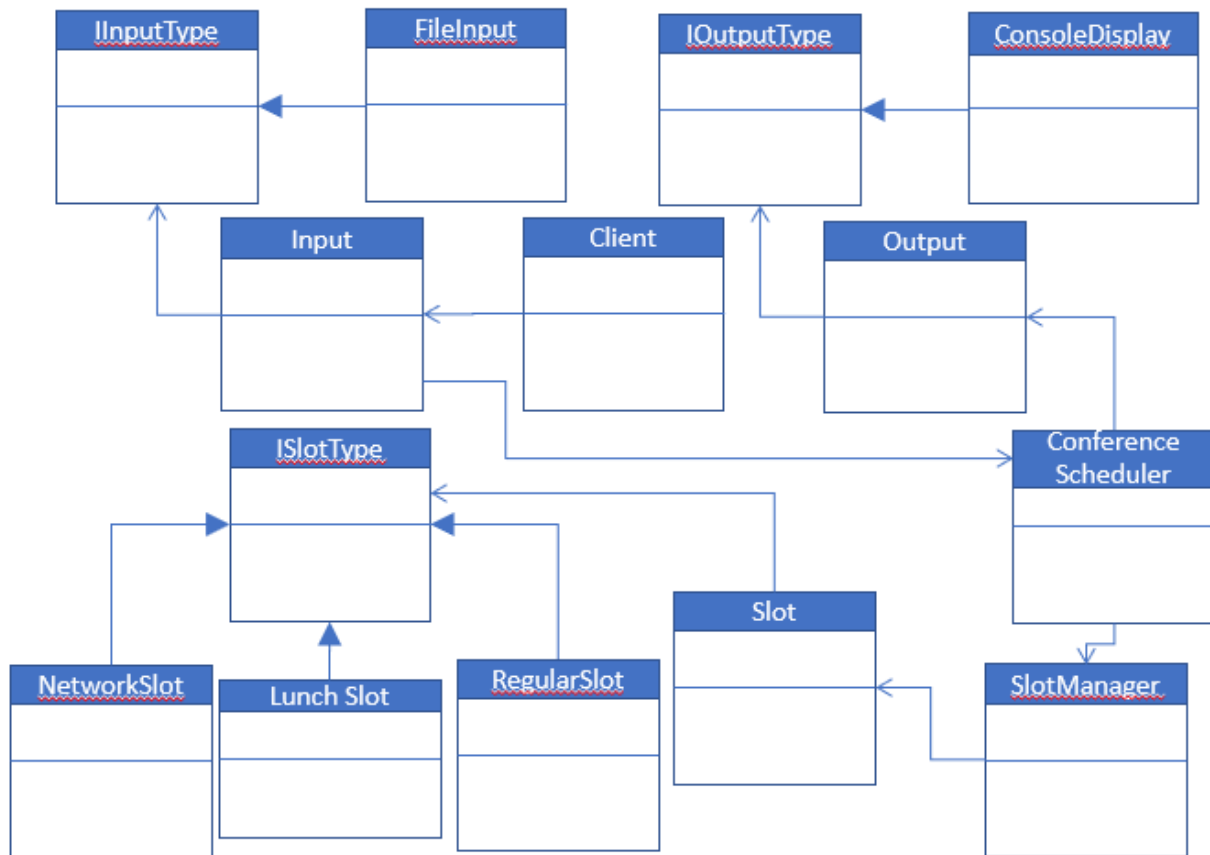 IInputType
FileInput
IOutputType
ConsoleDisplay
Input
Client
Output
ISlotType
Conference
Scheduler
Slot
NetworkSlot
Lunch Slot
RegularSlot
SlotManager